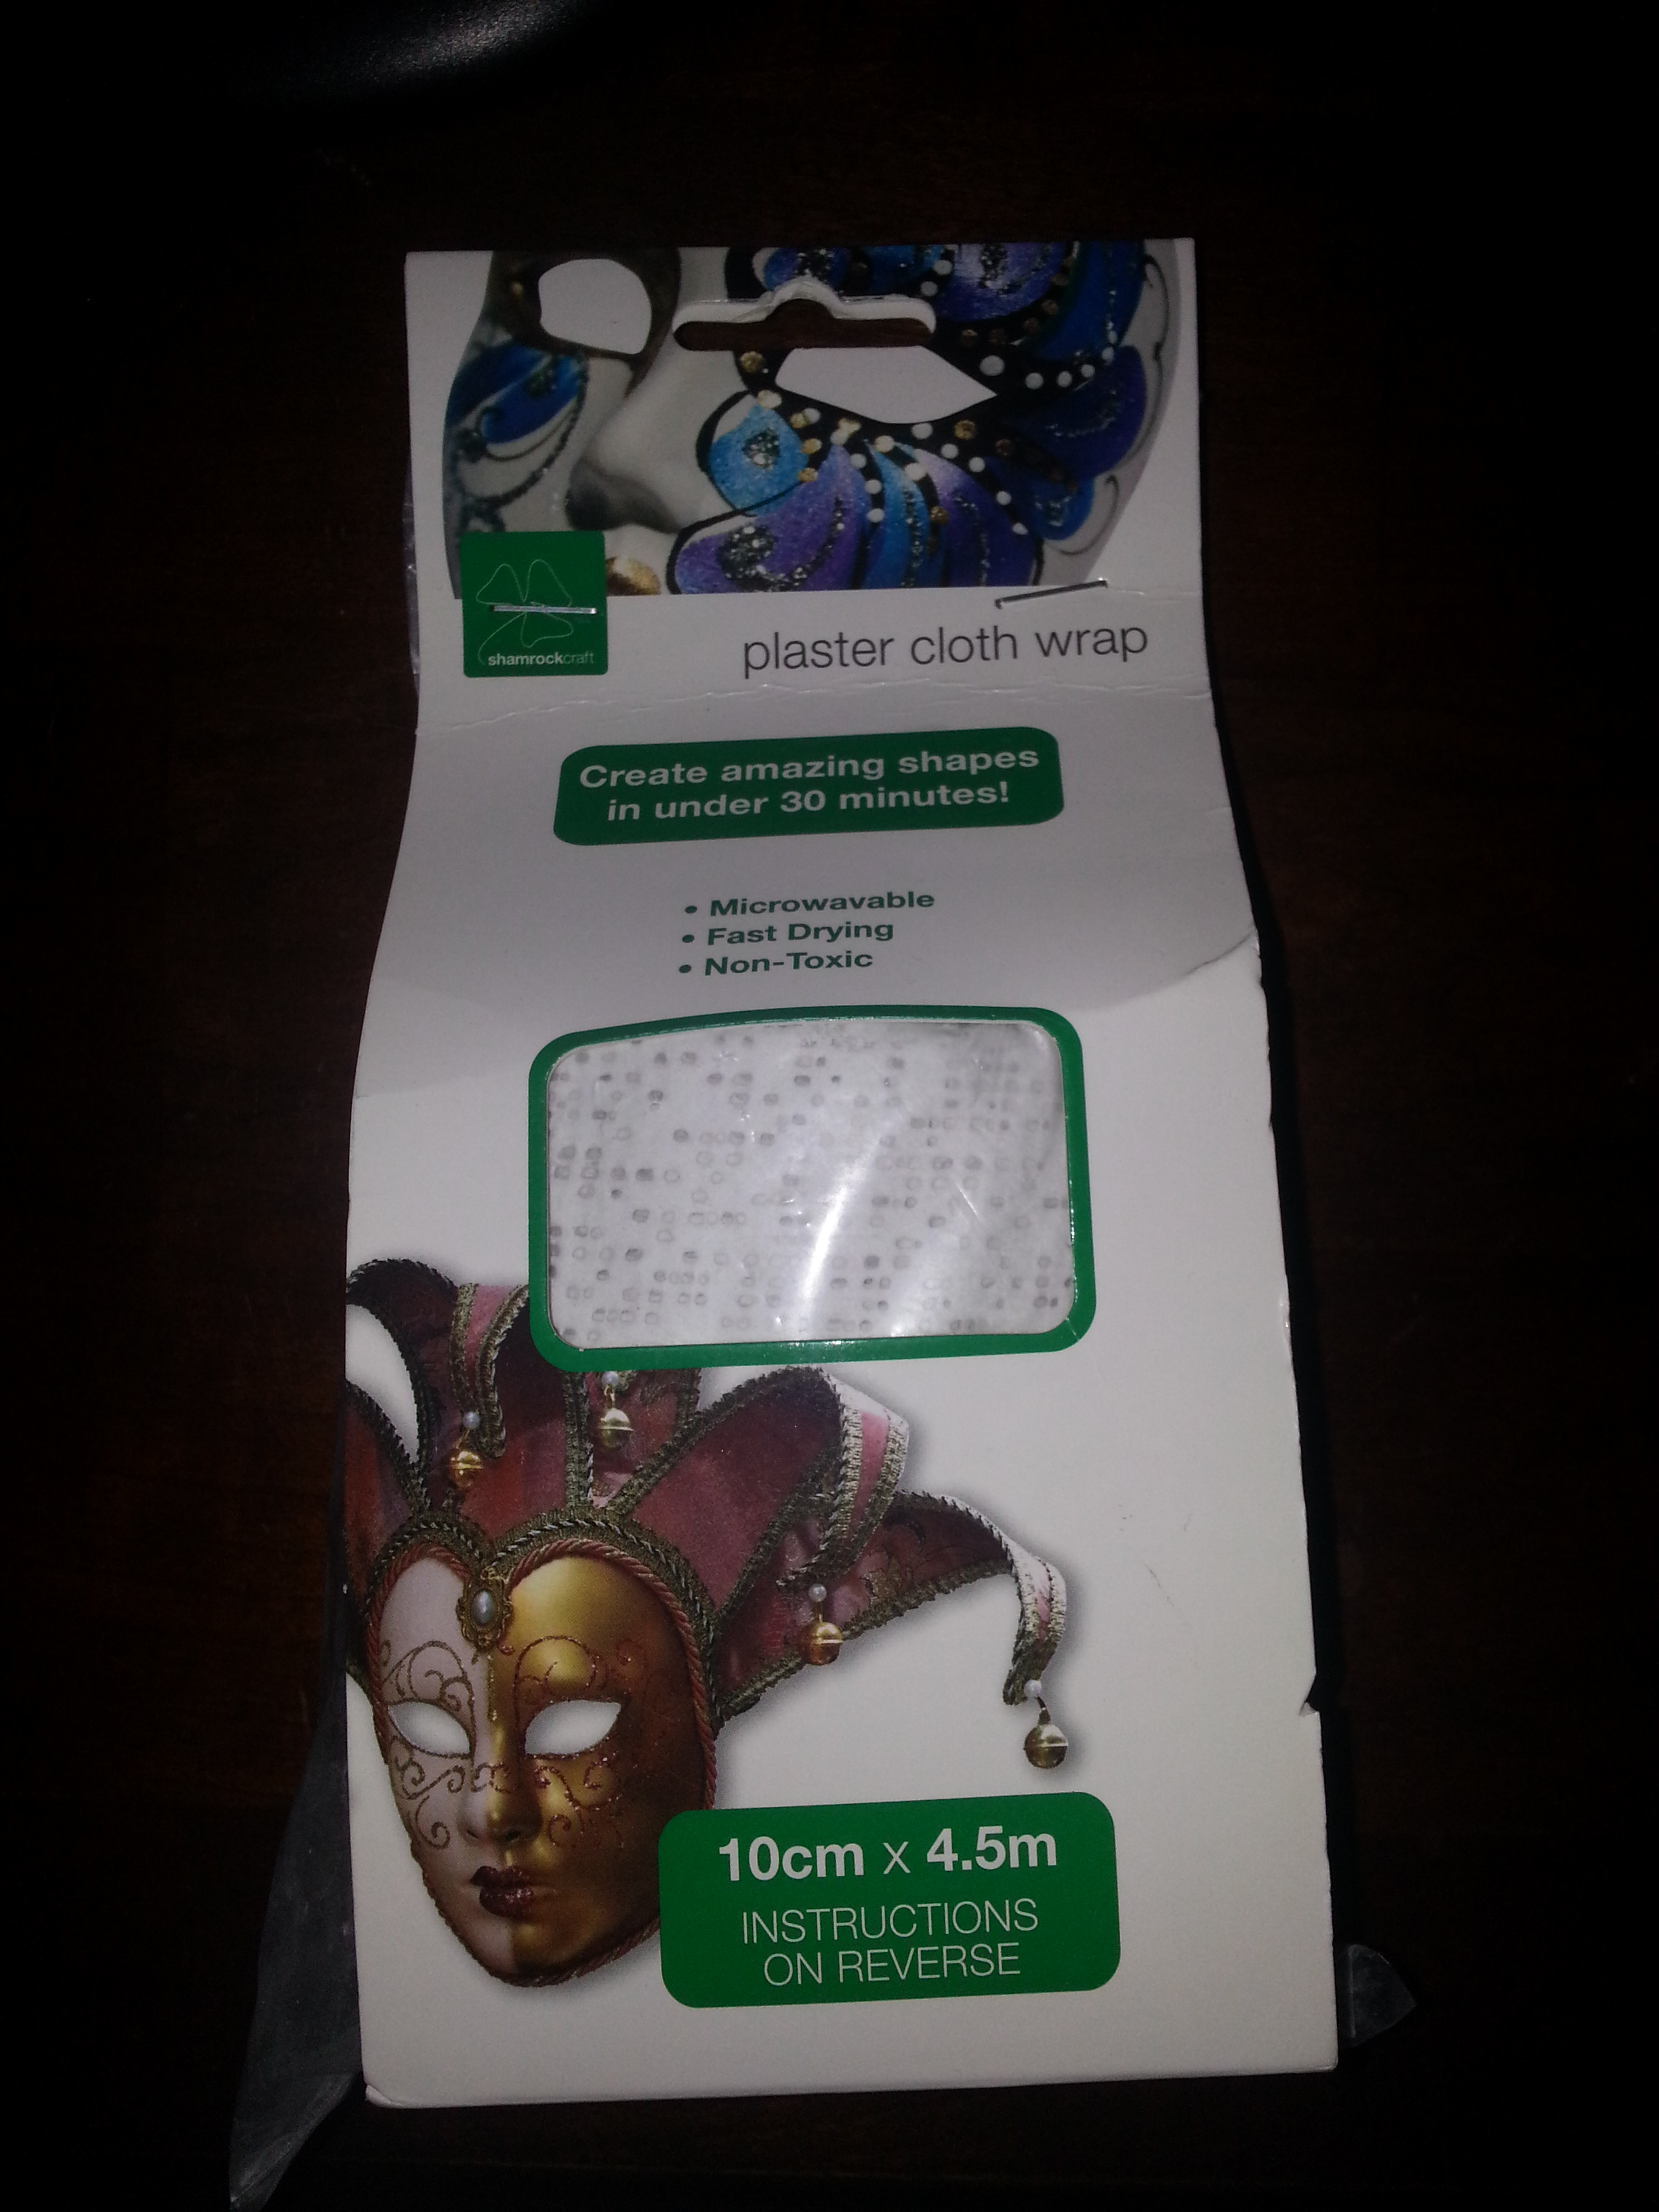 shamrockcraft
plaster cloth wrap
Create amazing shapes
in under 30 minutes!
• Microwavable
• Fast Drying
• Non-Toxic
10cm x 4.5m
INSTRUCTIONS
ON REVERSE